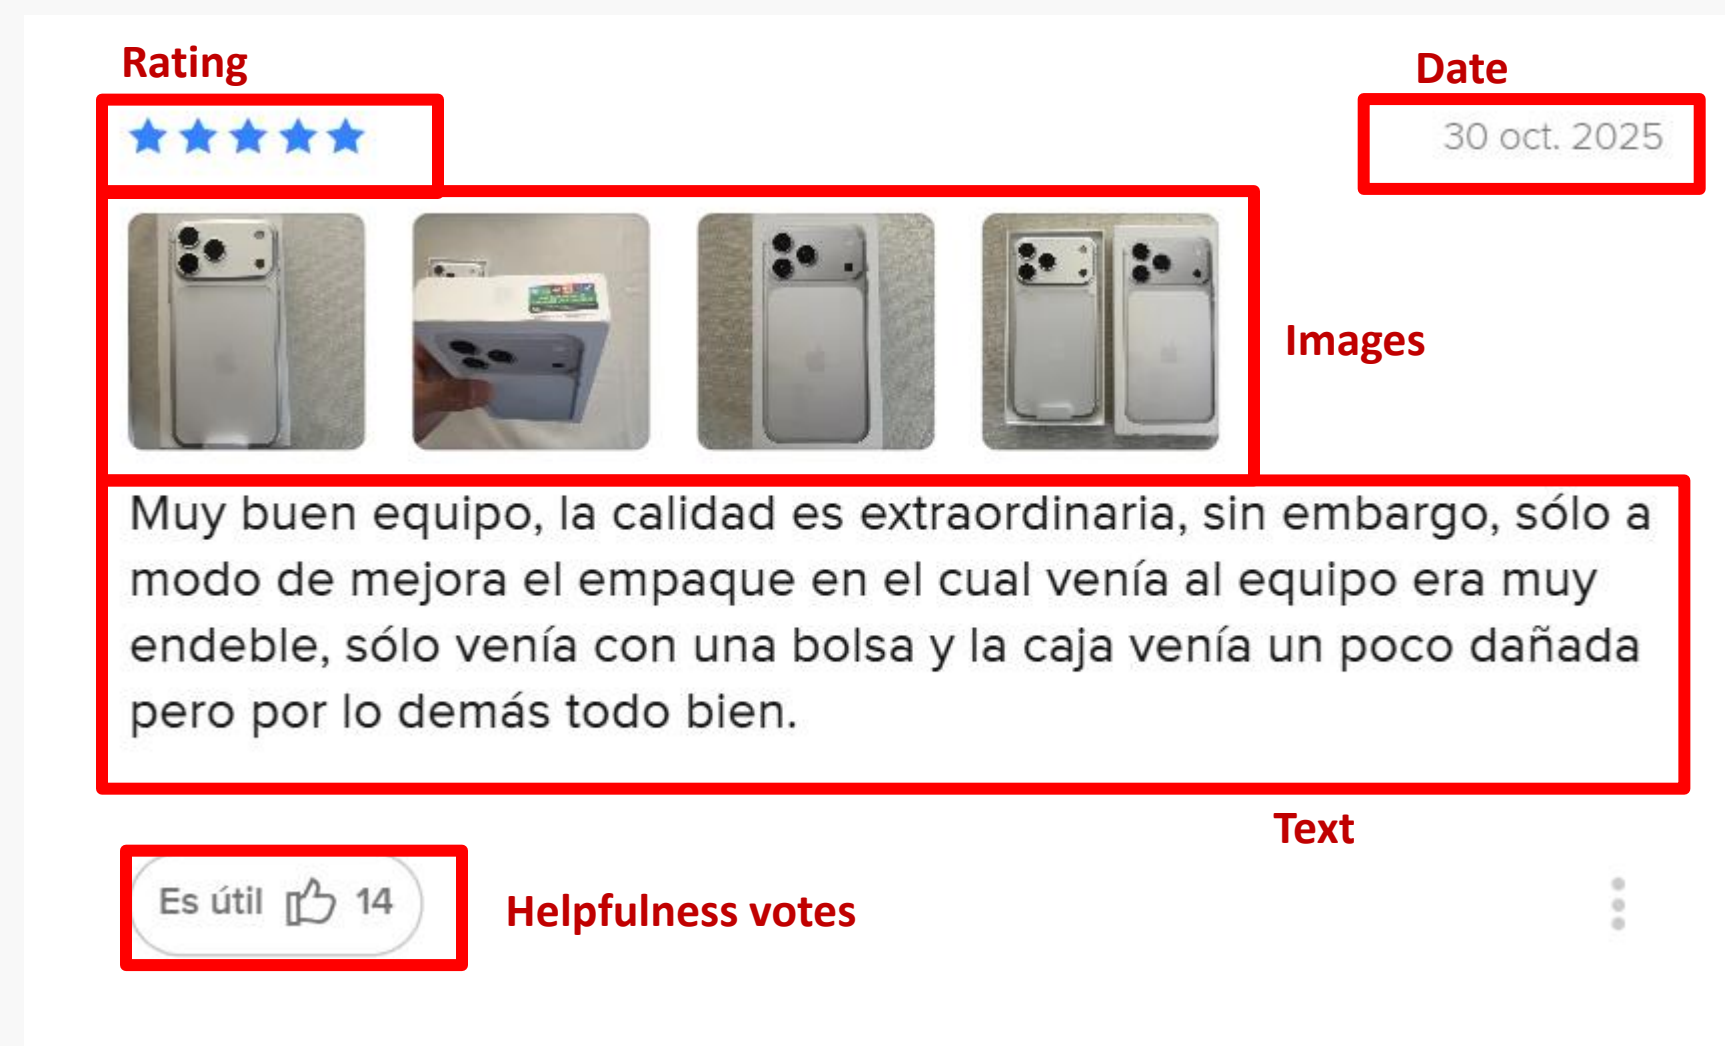 Rating
Date
30 oct. 2025
Images
Muy buen equipo, la calidad es extraordinaria, sin embargo, sólo a
modo de mejora el empaque en el cual venía al equipo era muy
endeble, sólo venía con una bolsa y la caja venía un poco dañada
pero por lo demás todo bien.
Text
Es útil 14
Helpfulness votes